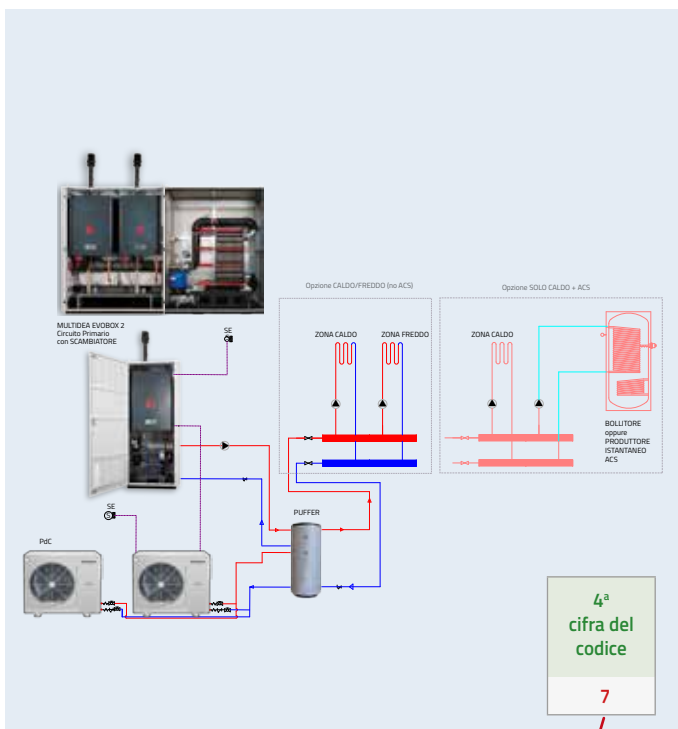 Opzione CALDO/FREDDO (no ACS)
Opzione SOLO CALDO + ACS
MULTIDEA EVOBOX 2
Circuito Primario
con SCAMBIATORE
SE
ZONA CALDO
ZONA FREDDO
ZONA CALDO
BOLLITORE
oppure
PRODUTTORE
ISTANTANEO
ACS
SE
S
PUFFER
PdC
4ª
cifra del
codice
7